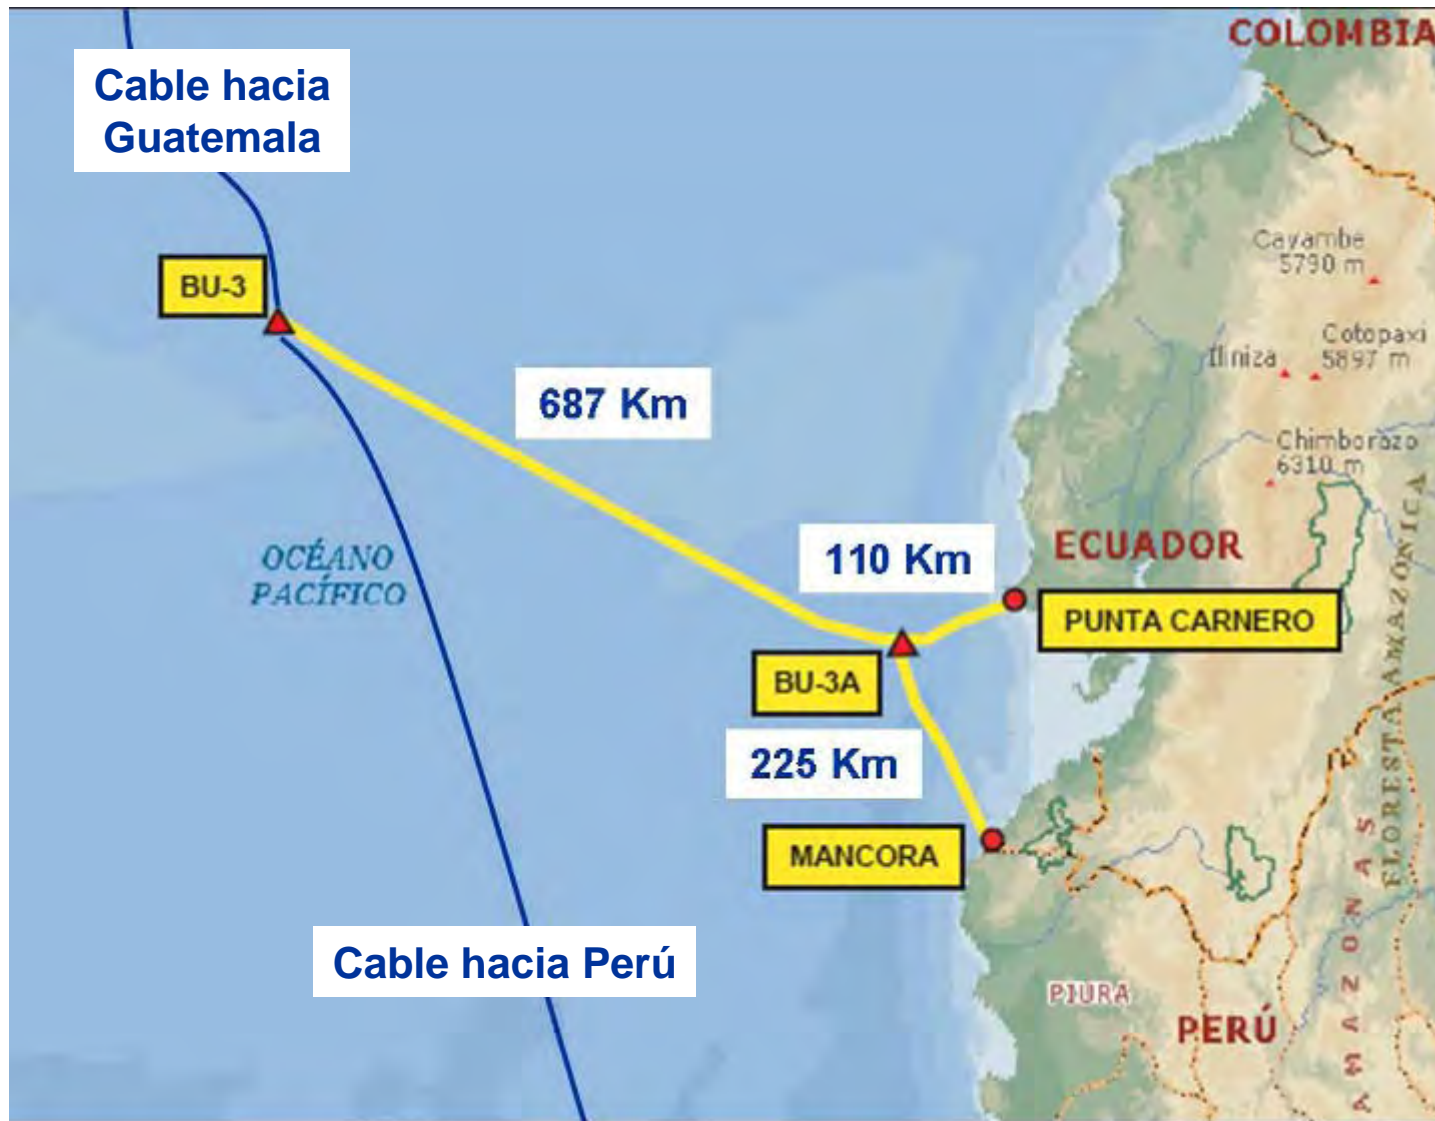 COLOMBIA
Cable hacia
Guatemala
Cayambe
5790 m
BU-3
Cotopaxi
Iliniza
5897 m
687 Km
Chimborazo
6310 m
OCÉANO
PACÍFICO
110 Km
ECUADOR
PUNTA CARNERO
BU-3A
225 Km
MANCORA
FLORESTA AMAZÓNICA
AMAZONAS
Cable hacia Perú
PIURA
PERÚ